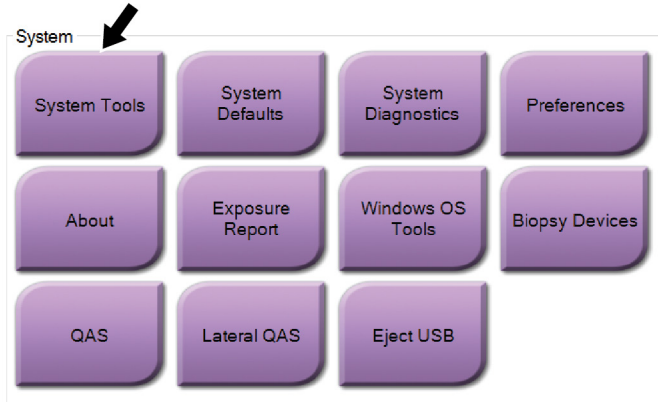 System
System Tools
System
Defaults
System
Diagnostics
Preferences
About
Exposure
Report
Windows OS
Tools
Biopsy Devices
QAS
Lateral QAS
Eject USB